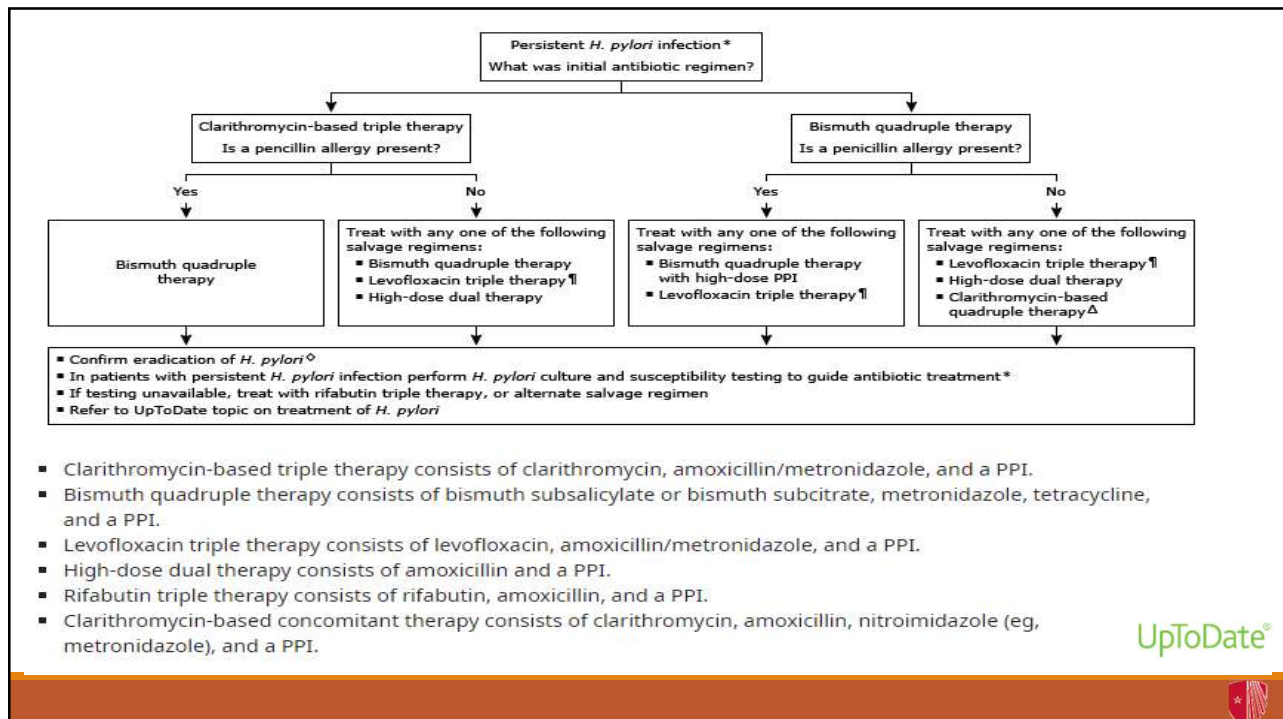 Persistent H. pylori infection*
What was initial antibiotic regimen?
Clarithromycin-based triple therapy
Is a pencillin allergy present?
Bismuth quadruple therapy
Is a penicillin allergy present?
Yes
No
Yes
No
Bismuth quadruple
therapy
Treat with any one of the following
salvage regimens:
▪ Bismuth quadruple therapy
▪ Levofloxacin triple therapy¶
▪ High-dose dual therapy
Treat with any one of the following
salvage regimens:
▪ Bismuth quadruple therapy
with high-dose PPI
▪ Levofloxacin triple therapy¶
Treat with any one of the following
salvage regimens:
▪ Levofloxacin triple therapy¶
▪ High-dose dual therapy
▪ Clarithromycin-based
quadruple therapyΔ
▪ Confirm eradication of H. pylori◇
▪ In patients with persistent H. pylori infection perform H. pylori culture and susceptibility testing to guide antibiotic treatment*
▪ If testing unavailable, treat with rifabutin triple therapy, or alternate salvage regimen
▪ Refer to UpToDate topic on treatment of H. pylori
▪ Clarithromycin-based triple therapy consists of clarithromycin, amoxicillin/metronidazole, and a PPI.
▪ Bismuth quadruple therapy consists of bismuth subsalicylate or bismuth subcitrate, metronidazole, tetracycline,
and a PPI.
▪ Levofloxacin triple therapy consists of levofloxacin, amoxicillin/metronidazole, and a PPI.
▪ High-dose dual therapy consists of amoxicillin and a PPI.
▪ Rifabutin triple therapy consists of rifabutin, amoxicillin, and a PPI.
▪ Clarithromycin-based concomitant therapy consists of clarithromycin, amoxicillin, nitroimidazole (eg,
metronidazole), and a PPI.
UpToDate®